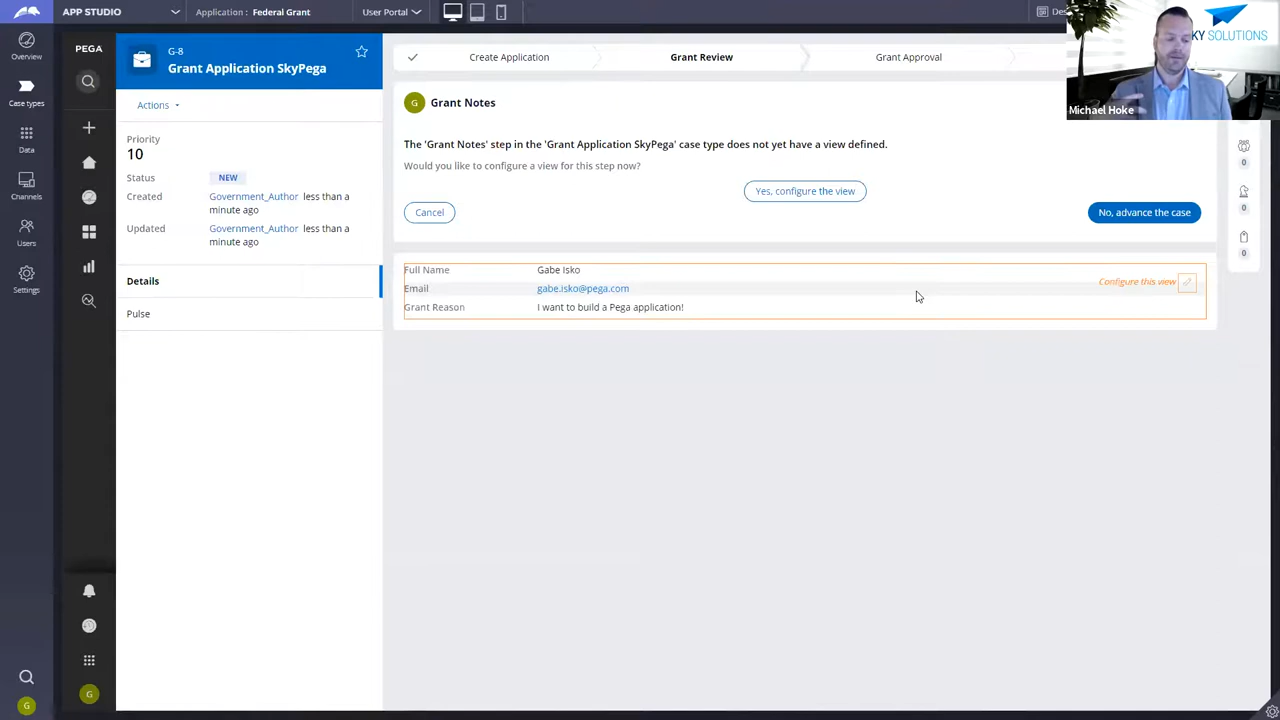 APP STUDIO
Application: Federal Grant
User Portal
De
SKY SOLUTIONS
Michael Hoke
Overview
Case types
Data
Channels
Users
Settings
PEGA
G-8
Grant Application SkyPega
Actions
Priority
10
Status NEW
Created Government_Author less than a
minute ago
Updated Government_Author less than a
minute ago
Details
Pulse
Create Application
Grant Review
Grant Approval
G Grant Notes
The 'Grant Notes' step in the 'Grant Application SkyPega' case type does not yet have a view defined.
Would you like to configure a view for this step now?
Yes, configure the view
Cancel
No, advance the case
Full Name Gabe Isko
Email gabe.isko@pega.com
Grant Reason I want to build a Pega application!
Configure this view
0
0
0
G
G